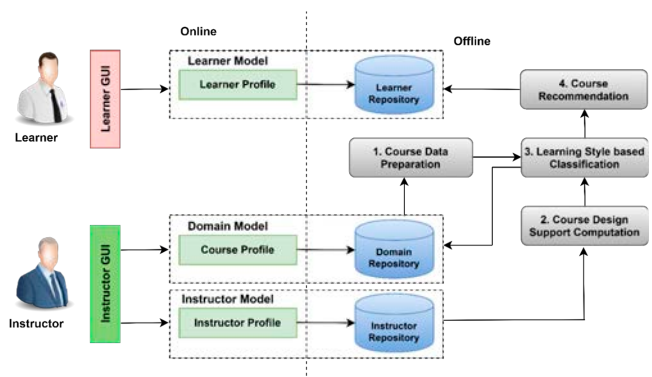 Online
Offline
Learner Model
Learner Profile
Learner
Repository
Learner GUI
Learner
4. Course
Recommendation
1. Course Data
Preparation
3. Learning Style based
Classification
2. Course Design
Support Computation
Domain Model
Course Profile
Domain
Repository
Instructor GUI
Instructor
Instructor Model
Instructor Profile
Instructor
Repository